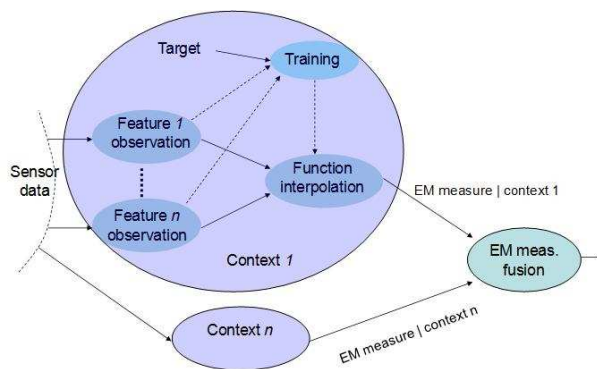 Target
Training
Feature 1
observation
Sensor
data
Function
interpolation
Feature n
observation
EM measure | context 1
Context 1
EM meas.
fusion
Context n
EM measure | context n